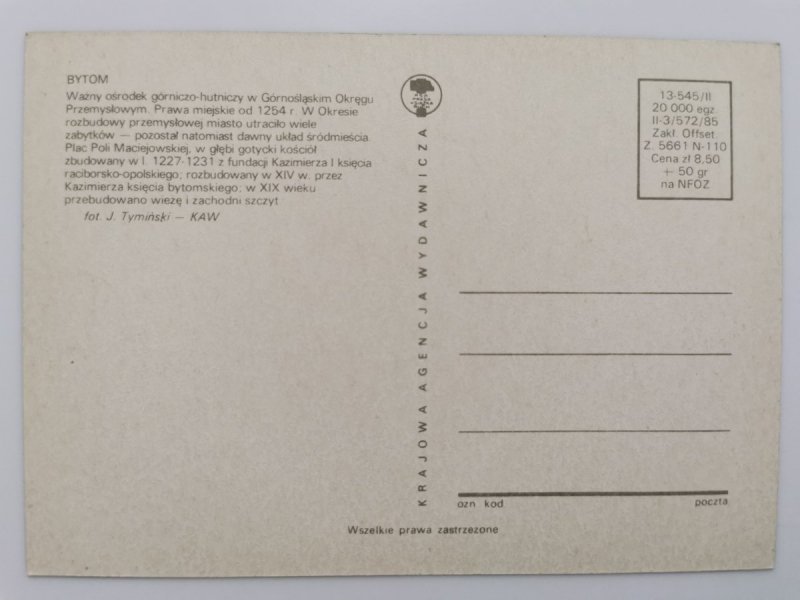 BYTOM
Ważny ośrodek górniczo-hutniczy w Górnośląskim Okręgu
Przemysłowym. Prawa miejskie od 1254 r. W Okresie
rozbudowy przemysłowej miasto utraciło wiele
zabytków — pozostał natomiast dawny układ śródmieścia.
Plac Poli Maciejowskiej, w głębi gotycki kościół
zbudowany w l. 1227-1231 z fundacji Kazimierza I księcia
raciborsko-opolskiego; rozbudowany w XIV w. przez
Kazimierza księcia bytomskiego; w XIX wieku
przebudowano wieżę i zachodni szczyt
fot. J. Tymiński — KAW
KRAJOWA AGENCJA WYDAWNICZA
13-545/II
20 000 egz.
II-3/572/85
Zakł. Offset.
Z. 5661 N-110
Cena zł 8,50
+ 50 gr
na NFOZ
ozn kod poczta
Wszelkie prawa zastrzeżone